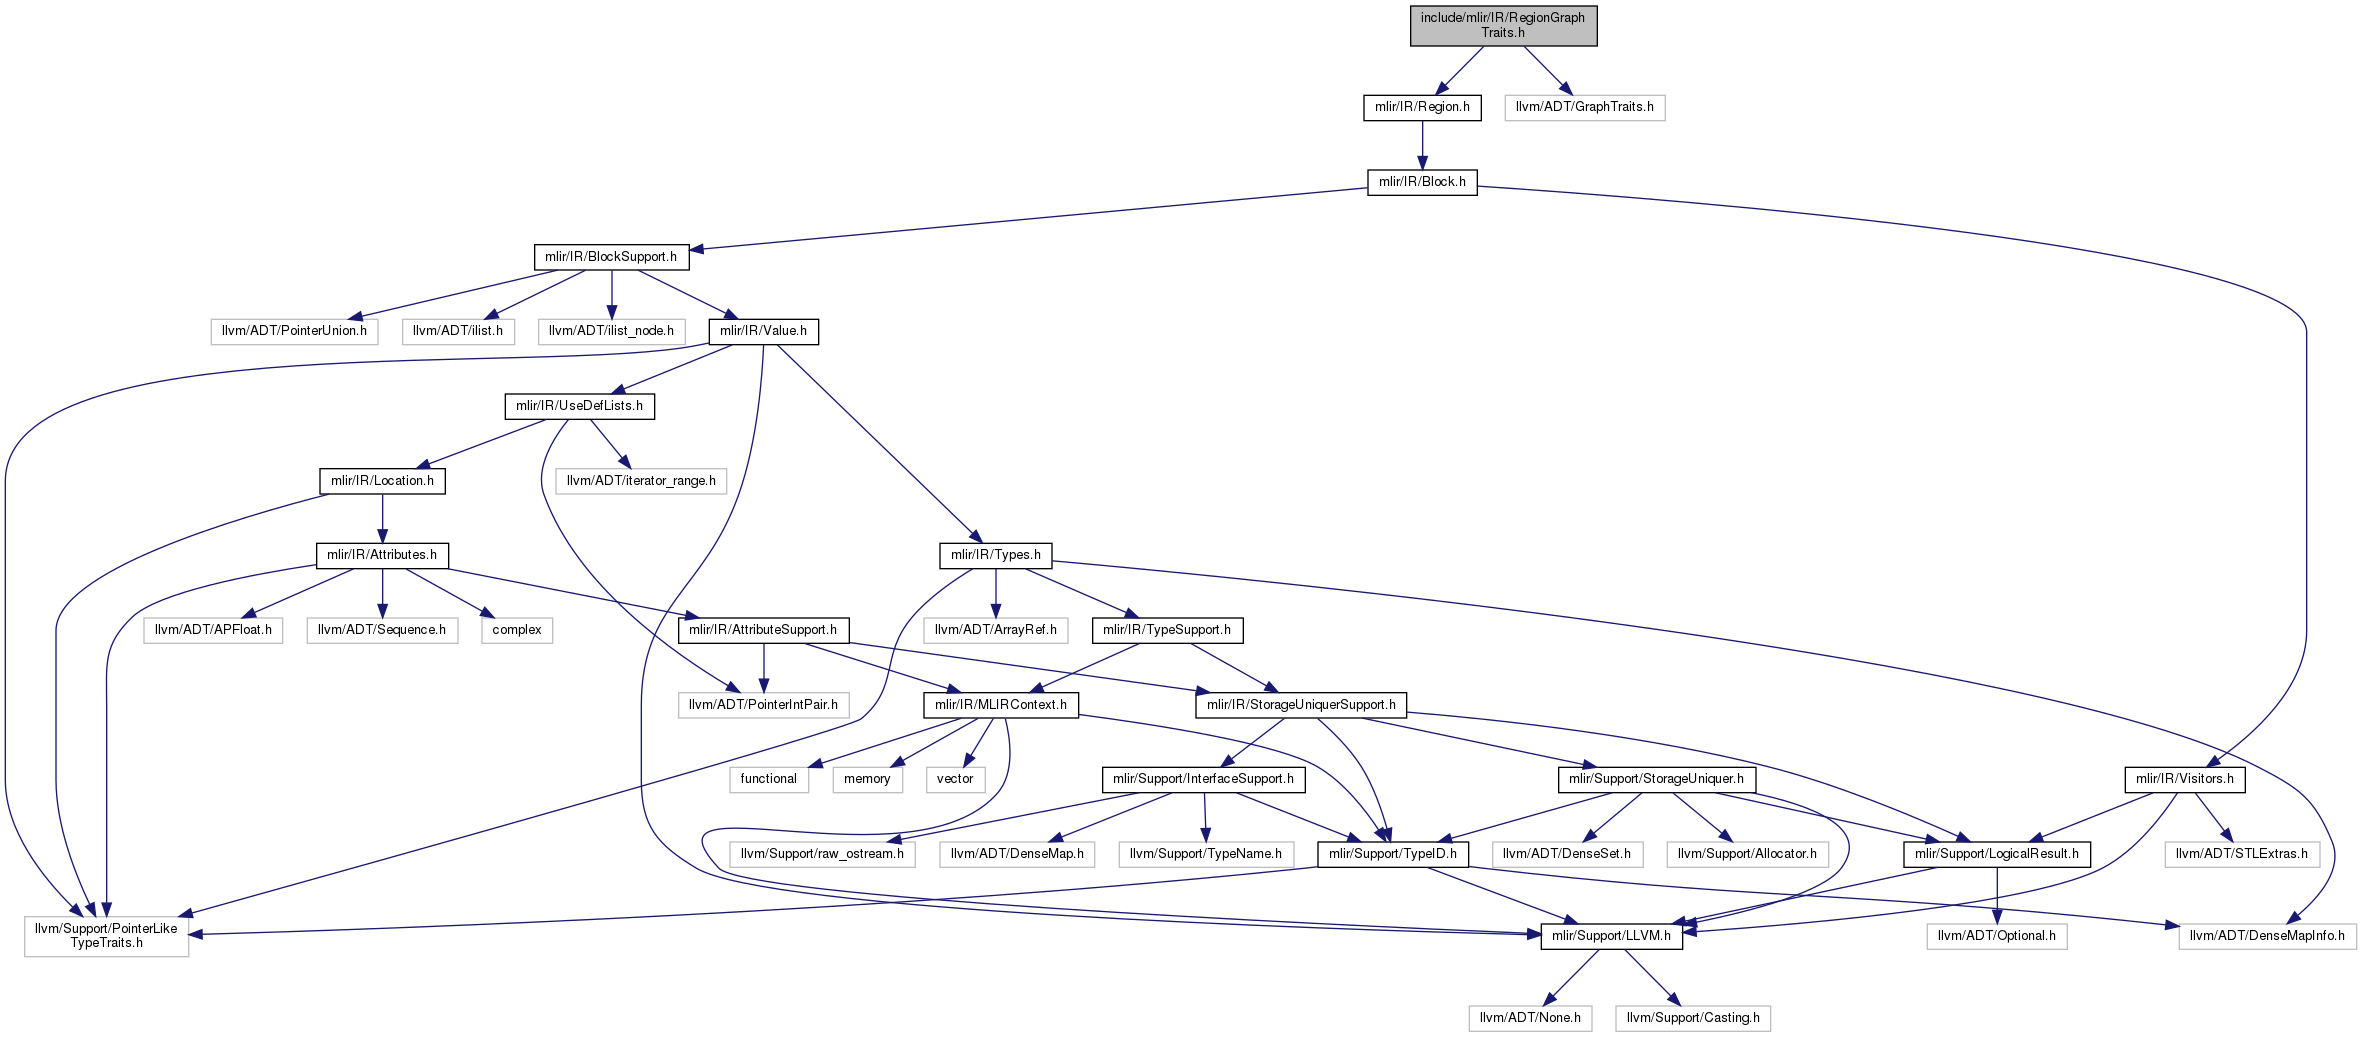 include/mlir/IR/RegionGraph
Traits.h
mlir/IR/Region.h
llvm/ADT/GraphTraits.h
mlir/IR/Block.h
mlir/IR/BlockSupport.h
llvm/ADT/PointerUnion.h
llvm/ADT/ilist.h
llvm/ADT/ilist_node.h
mlir/IR/Value.h
mlir/IR/UseDefLists.h
mlir/IR/Location.h
llvm/ADT/iterator_range.h
mlir/IR/Attributes.h
mlir/IR/Types.h
llvm/ADT/APFloat.h
llvm/ADT/Sequence.h
complex
mlir/IR/AttributeSupport.h
llvm/ADT/ArrayRef.h
mlir/IR/TypeSupport.h
llvm/ADT/PointerIntPair.h
mlir/IR/MLIRContext.h
mlir/IR/StorageUniquerSupport.h
functional
memory
vector
mlir/Support/InterfaceSupport.h
mlir/Support/StorageUniquer.h
mlir/IR/Visitors.h
llvm/Support/raw_ostream.h
llvm/ADT/DenseMap.h
llvm/Support/TypeName.h
mlir/Support/TypeID.h
llvm/ADT/DenseSet.h
llvm/Support/Allocator.h
mlir/Support/LogicalResult.h
llvm/ADT/STLExtras.h
llvm/Support/PointerLike
TypeTraits.h
mlir/Support/LLVM.h
llvm/ADT/Optional.h
llvm/ADT/DenseMapInfo.h
llvm/ADT/None.h
llvm/Support/Casting.h